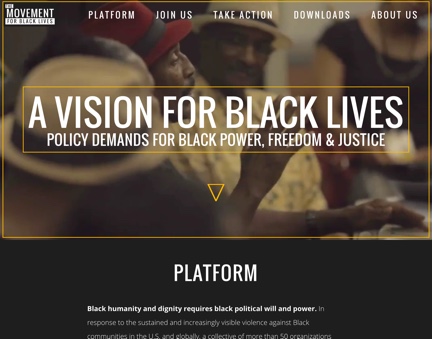 THE
MOVEMENT
FOR BLACK LIVES
PLATFORM JOIN US TAKE ACTION DOWNLOADS ABOUT US
A VISION FOR BLACK LIVES
POLICY DEMANDS FOR BLACK POWER, FREEDOM & JUSTICE
PLATFORM
Black humanity and dignity requires black political will and power. In
response to the sustained and increasingly visible violence against Black
communities in the U.S. and globally, a collective of more than 50 organizations